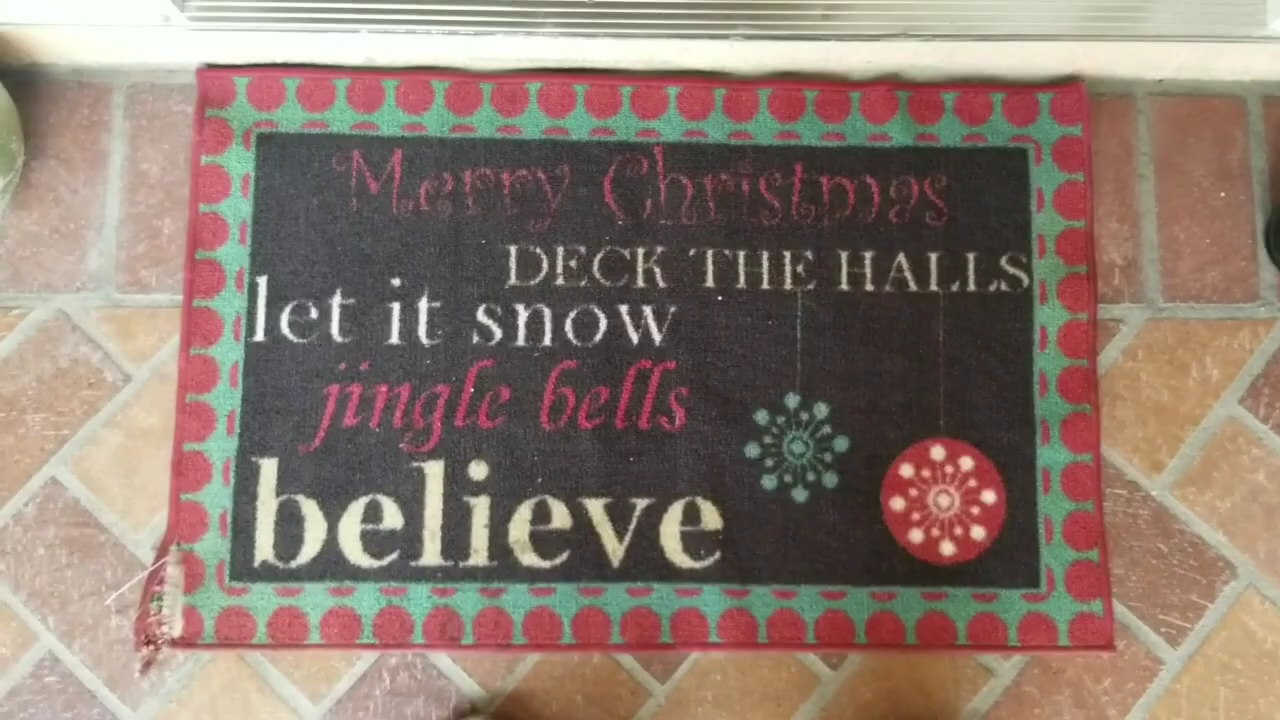 Merry Christmas
DECK THE HALLS
let it snow
jingle bells
believe